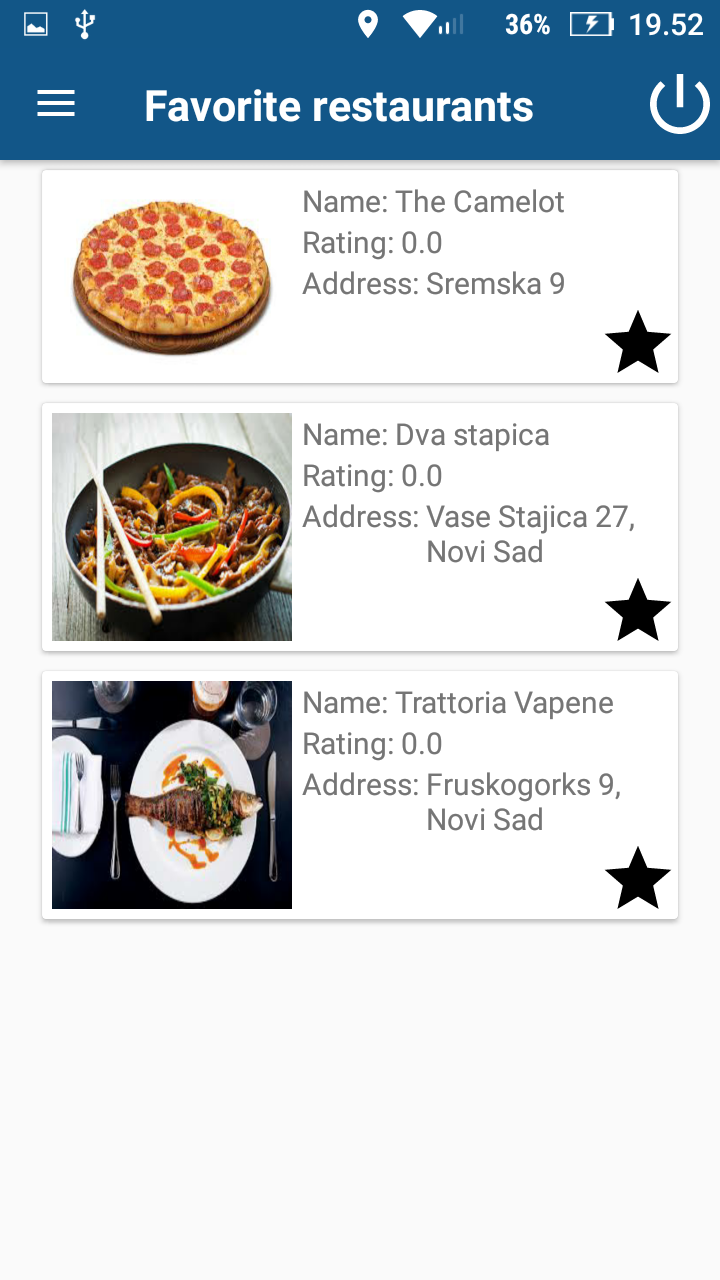 36% 19.52
Favorite restaurants
Name: The Camelot
Rating: 0.0
Address: Sremska 9
Name: Dva stapica
Rating: 0.0
Address: Vase Stajica 27,
Novi Sad
Name: Trattoria Vapene
Rating: 0.0
Address: Fruskogorks 9,
Novi Sad